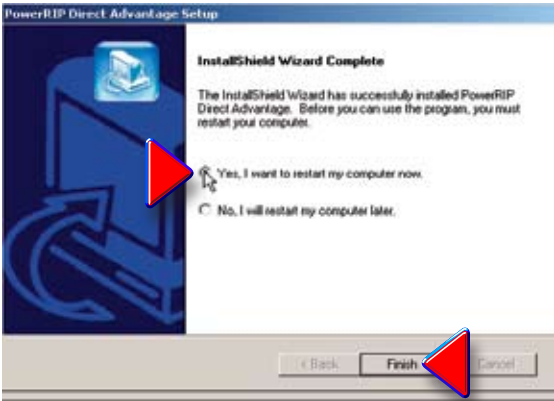 PowerRIP Direct Advantage Setup
InstallShield Wizard Complete
The InstallShield Wizard has successfully installed PowerRIP
Direct Advantage. Before you can use the program, you must
restart your computer.
Yes, I want to restart my computer now.
No, I will restart my computer later.
< Back Finish Cancel